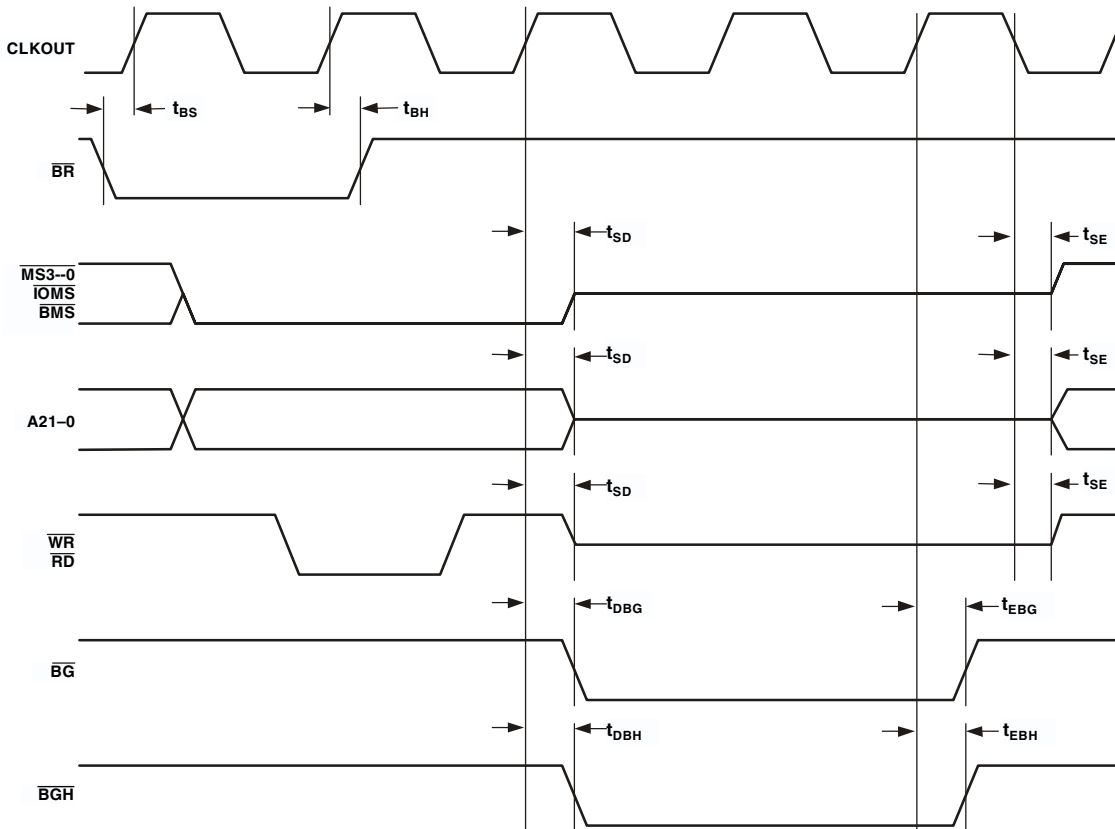 CLKOUT
tBS
tBH
BR
tSD
tSE
MS3--0
IOMS
BMS
tSD
tSE
A21–0
tSD
tSE
WR
RD
tDBG
tEBG
BG
tDBH
tEBH
BGH